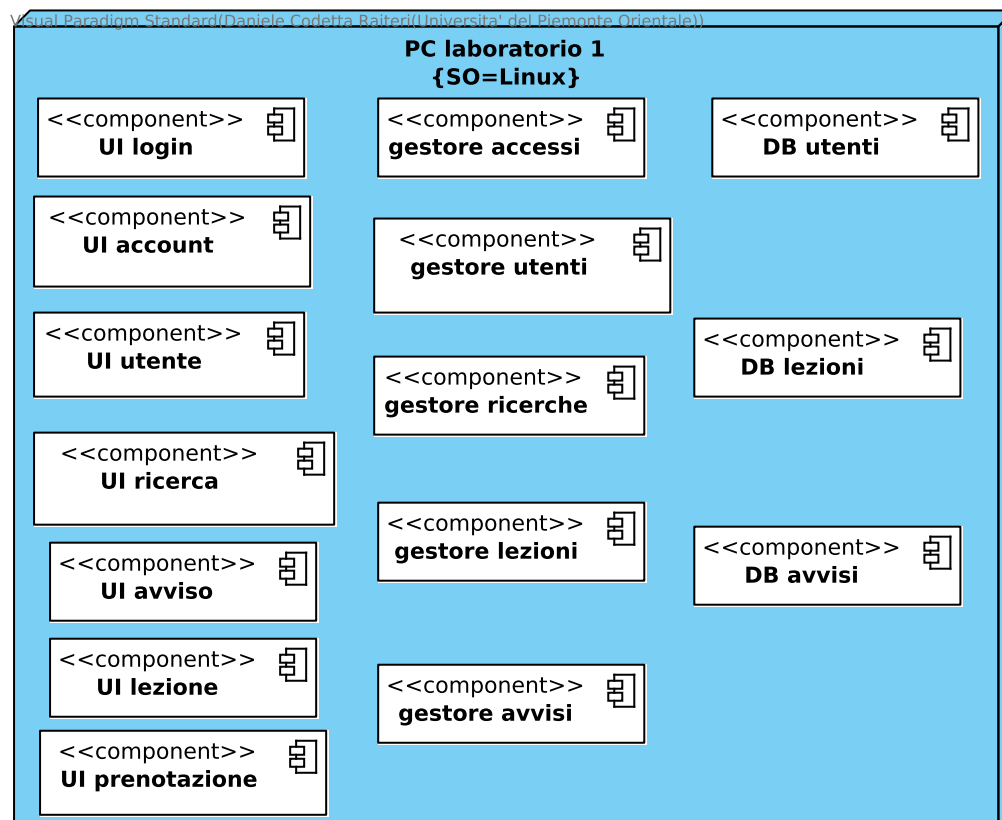 Visual Paradigm Standard(Daniele Codetta Raiteri(Universita' del Piemonte Orientale))
PC laboratorio 1
{SO=Linux}
<<component>>
UI login
<<component>>
gestore accessi
<<component>>
DB utenti
<<component>>
UI account
<<component>>
gestore utenti
<<component>>
UI utente
<<component>>
DB lezioni
<<component>>
gestore ricerche
<<component>>
UI ricerca
<<component>>
gestore lezioni
<<component>>
DB avvisi
<<component>>
UI avviso
<<component>>
UI lezione
<<component>>
gestore avvisi
<<component>>
UI prenotazione